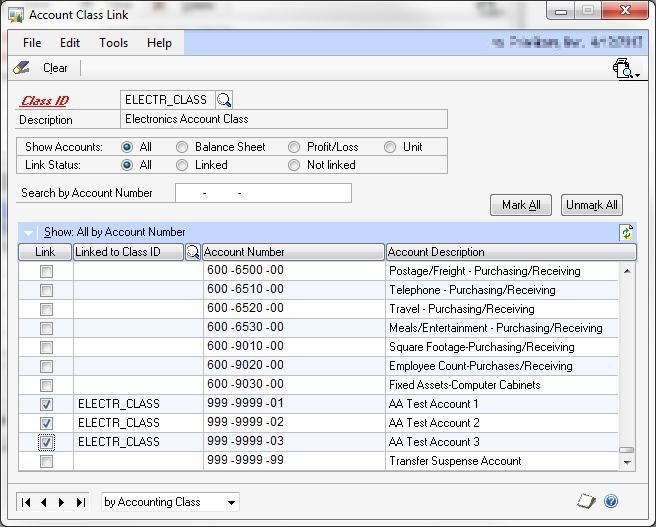 Account Class Link
File Edit Tools Help
Clear
Class ID ELECTR_CLASS
Description Electronics Account Class
Show Accounts: All Balance Sheet Profit/Loss Unit
Link Status: All Linked Not linked
Search by Account Number - -
Mark All Unmark All
Show: All by Account Number
Link Linked to Class ID Account Number Account Description
600 -6500 -00 Postage/Freight - Purchasing/Receiving
600 -6510 -00 Telephone - Purchasing/Receiving
600 -6520 -00 Travel - Purchasing/Receiving
600 -6530 -00 Meals/Entertainment - Purchasing/Receiving
600 -9010 -00 Square Footage-Purchasing/Receiving
600 -9020 -00 Employee Count-Purchases/Receiving
600 -9030 -00 Fixed Assets-Computer Cabinets
ELECTR_CLASS 999 -9999 -01 AA Test Account 1
ELECTR_CLASS 999 -9999 -02 AA Test Account 2
ELECTR_CLASS 999 -9999 -03 AA Test Account 3
999 -9999 -99 Transfer Suspense Account
by Accounting Class